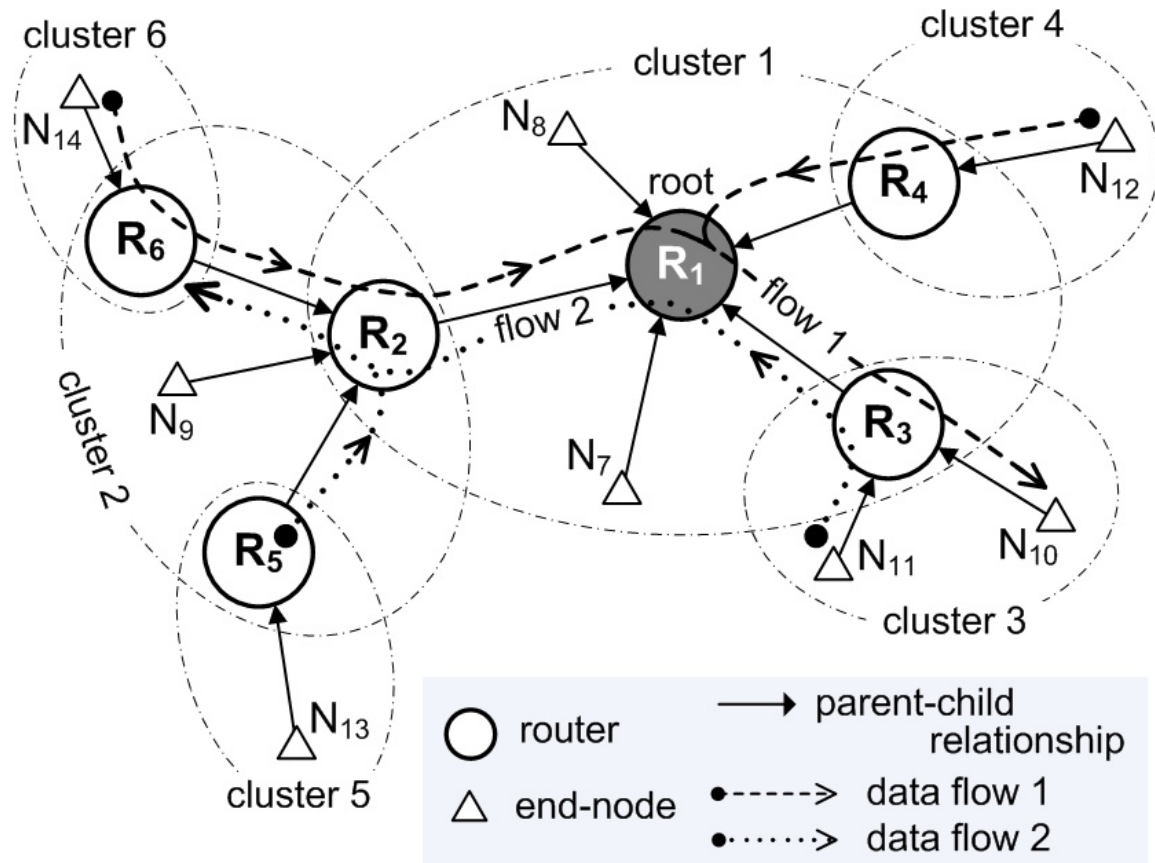 cluster 6
cluster 4
cluster 1
N8
N14
root
R4
N12
R6
R1
flow 1
flow 2
R2
N9
R3
cluster 2
N7
R5
N11
N10
cluster 3
N13
cluster 5
router
parent-child
relationship
end-node
data flow 1
data flow 2